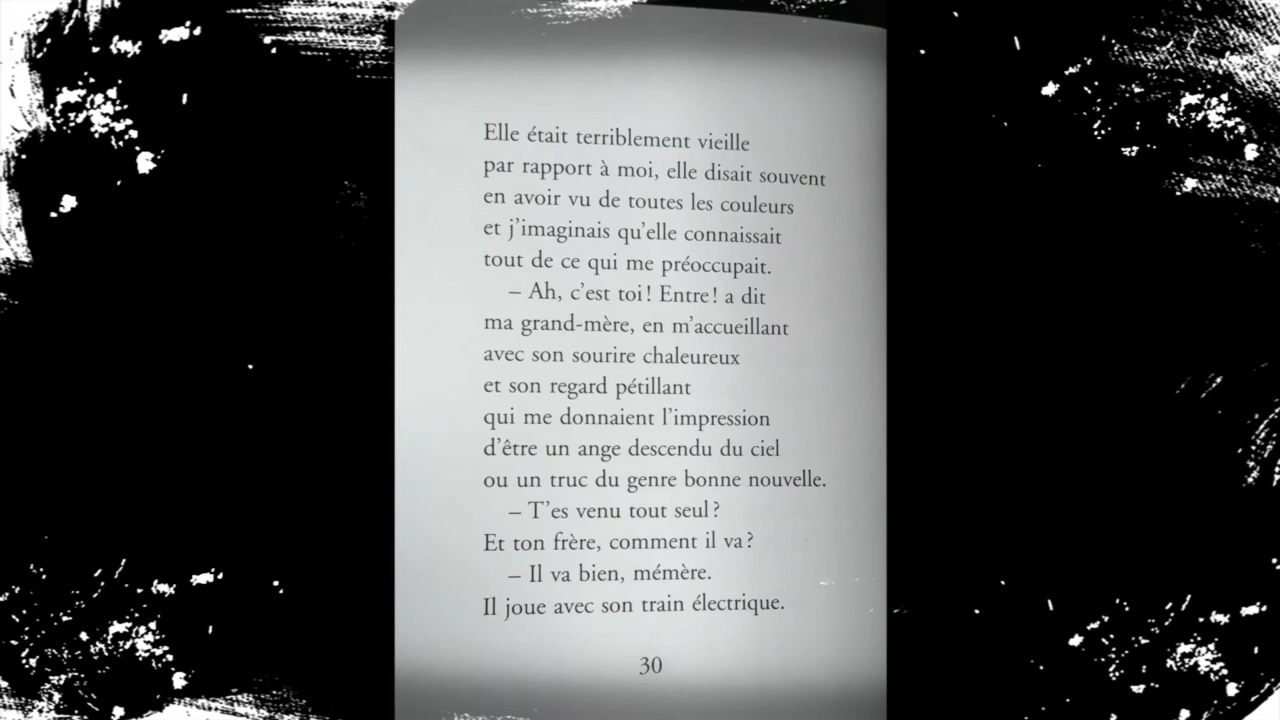 Elle était terriblement vieille
par rapport à moi, elle disait souvent
en avoir vu de toutes les couleurs
et j'imaginais qu'elle connaissait
tout de ce qui me préoccupait.
– Ah, c'est toi ! Entre ! a dit
ma grand-mère, en m'accueillant
avec son sourire chaleureux
et son regard pétillant
qui me donnaient l'impression
d'être un ange descendu du ciel
ou un truc du genre bonne nouvelle.
– T'es venu tout seul ?
Et ton frère, comment il va ?
– Il va bien, mémère.
Il joue avec son train électrique.
30